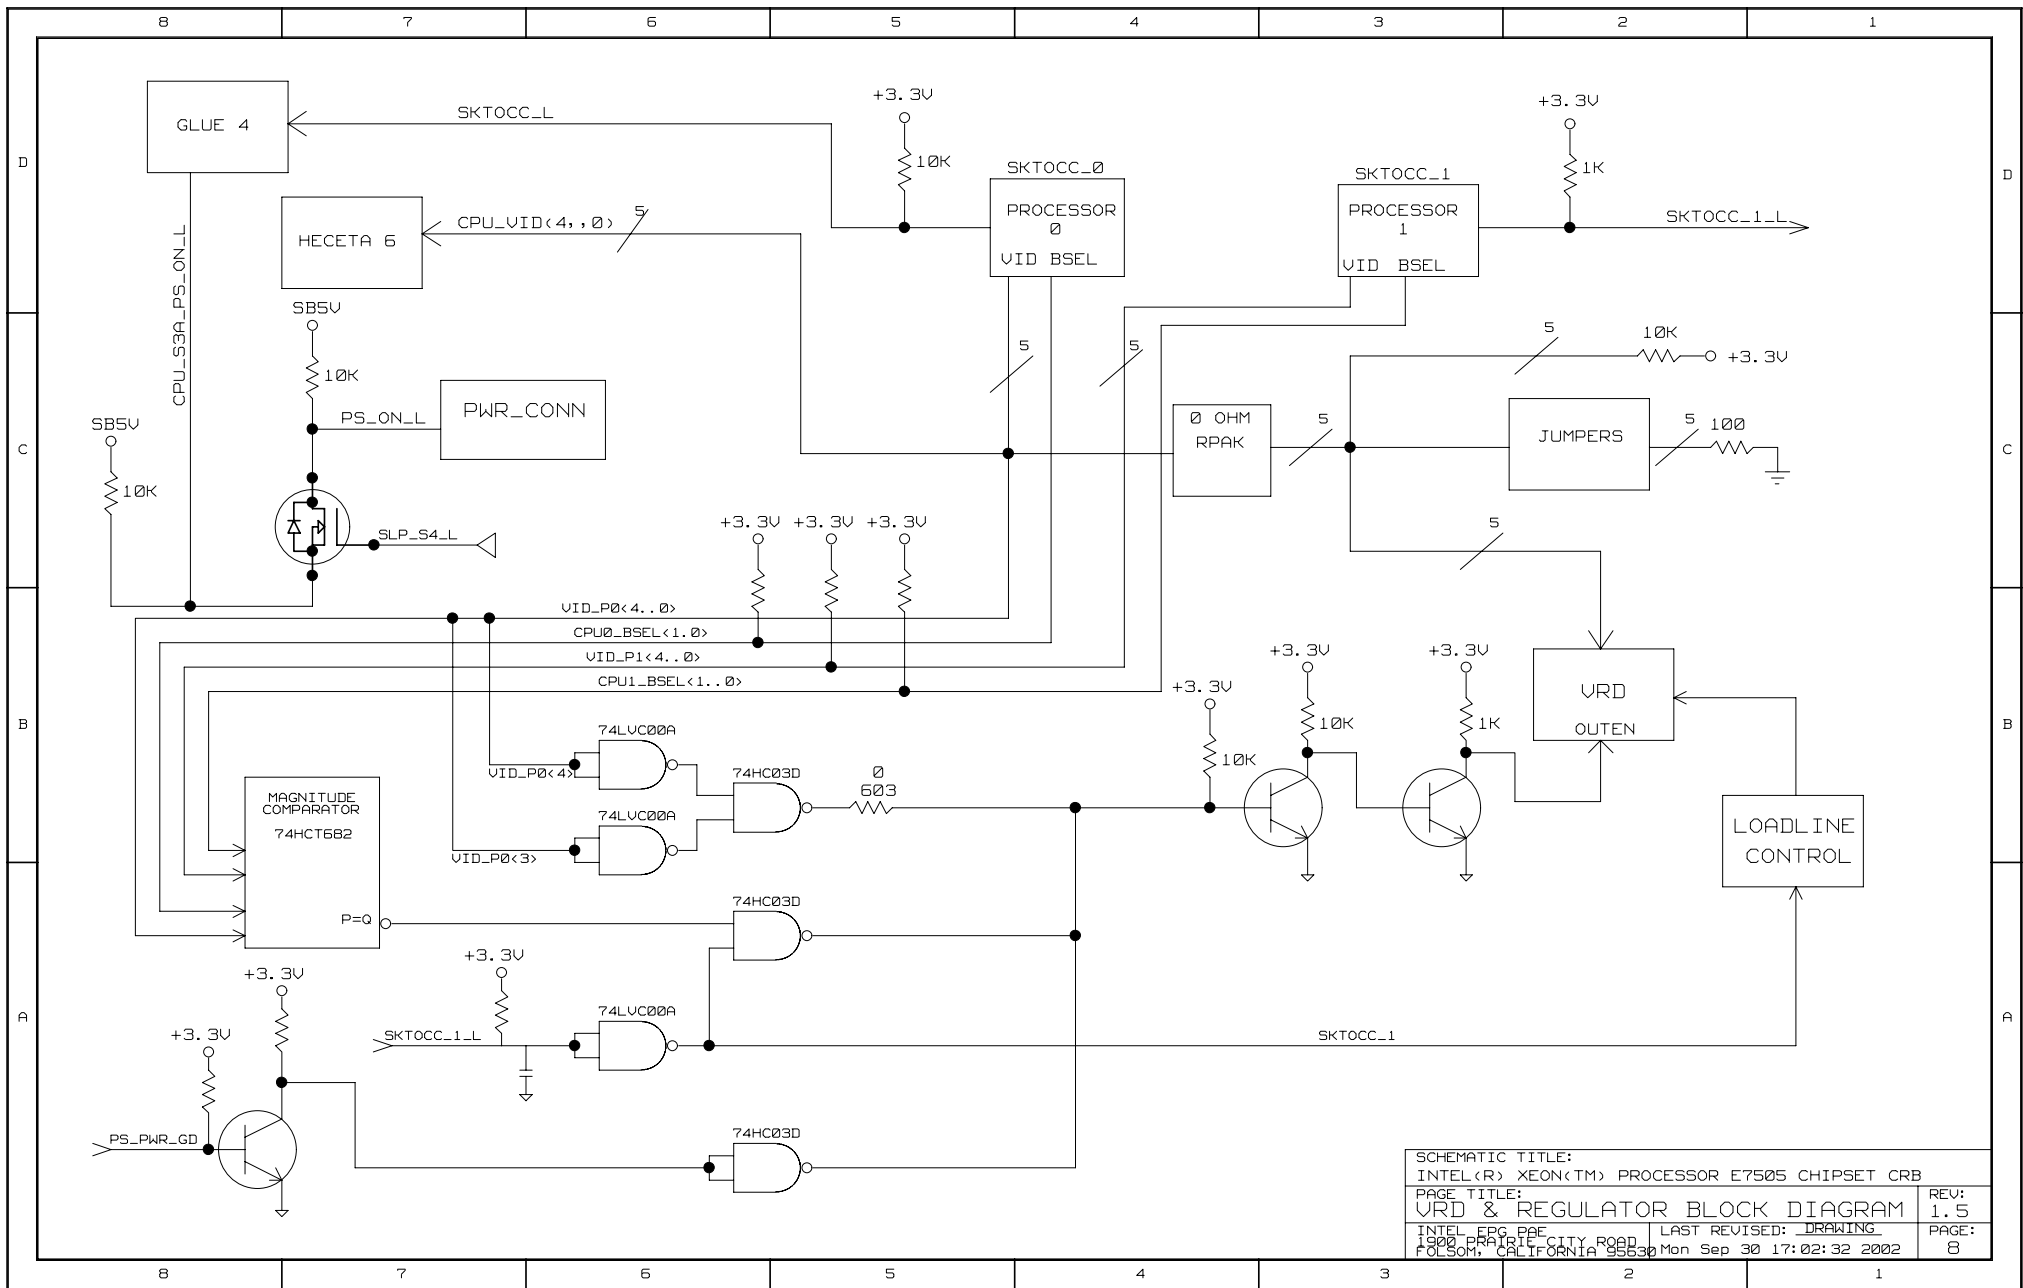 8 7 6 5 4 3 2 1
D
D
GLUE 4
SKTOCC_L
+3.3V
10K
SKTOCC_0
PROCESSOR
0
VID BSEL
SKTOCC_1
PROCESSOR
1
VID BSEL
+3.3V
1K
SKTOCC_1_L
HECETA 6
CPU_VID(4,,0)
5
CPU_S3A_PS_ON_L
SB5V
10K
PS_ON_L
PWR_CONN
SB5V
10K
SLP_S4_L
C
C
5
5
0 OHM
RPAK
5
5
10K
+3.3V
JUMPERS
5
100
5
+3.3V +3.3V +3.3V
VID_P0<4..0>
CPU0_BSEL<1.0>
VID_P1<4..0>
CPU1_BSEL<1..0>
B
B
74LVC00A
VID_P0<4>
74LVC00A
VID_P0<3>
74HC03D
0
603
+3.3V
10K
+3.3V
10K
+3.3V
1K
VRD
OUTEN
LOADLINE
CONTROL
MAGNITUDE
COMPARATOR
74HCT682
P=Q
74HC03D
A
A
+3.3V
SKTOCC_1_L
74LVC00A
SKTOCC_1
+3.3V
+3.3V
PS_PWR_GD
74HC03D
SCHEMATIC TITLE:
INTEL(R) XEON(TM) PROCESSOR E7505 CHIPSET CRB
PAGE TITLE:
VRD & REGULATOR BLOCK DIAGRAM
REV:
1.5
INTEL EPG PAE
1900 PRAIRIE CITY ROAD
FOLSOM, CALIFORNIA 95630
LAST REVISED: DRAWING
Mon Sep 30 17:02:32 2002
PAGE:
8
8 7 6 5 4 3 2 1